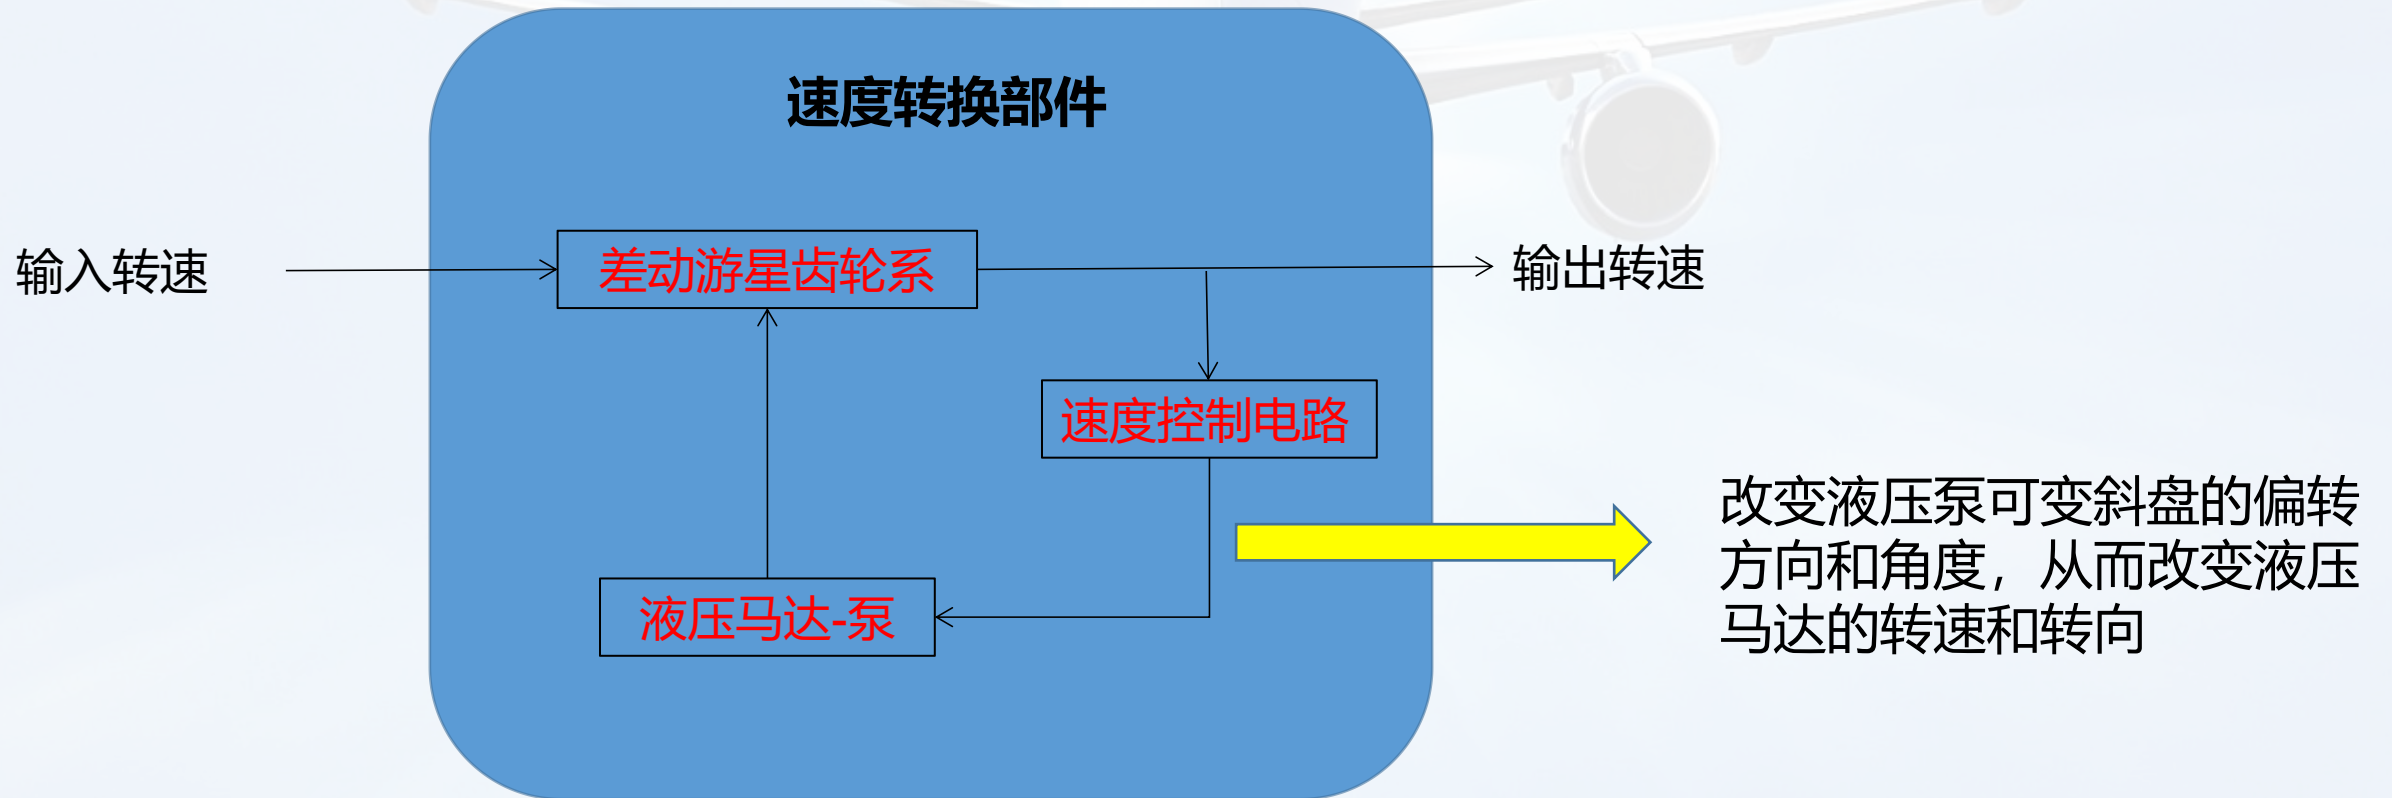 速度转换部件
输入转速
差动游星齿轮系
输出转速
速度控制电路
改变液压泵可变斜盘的偏转
方向和角度，从而改变液压
马达的转速和转向
液压马达-泵